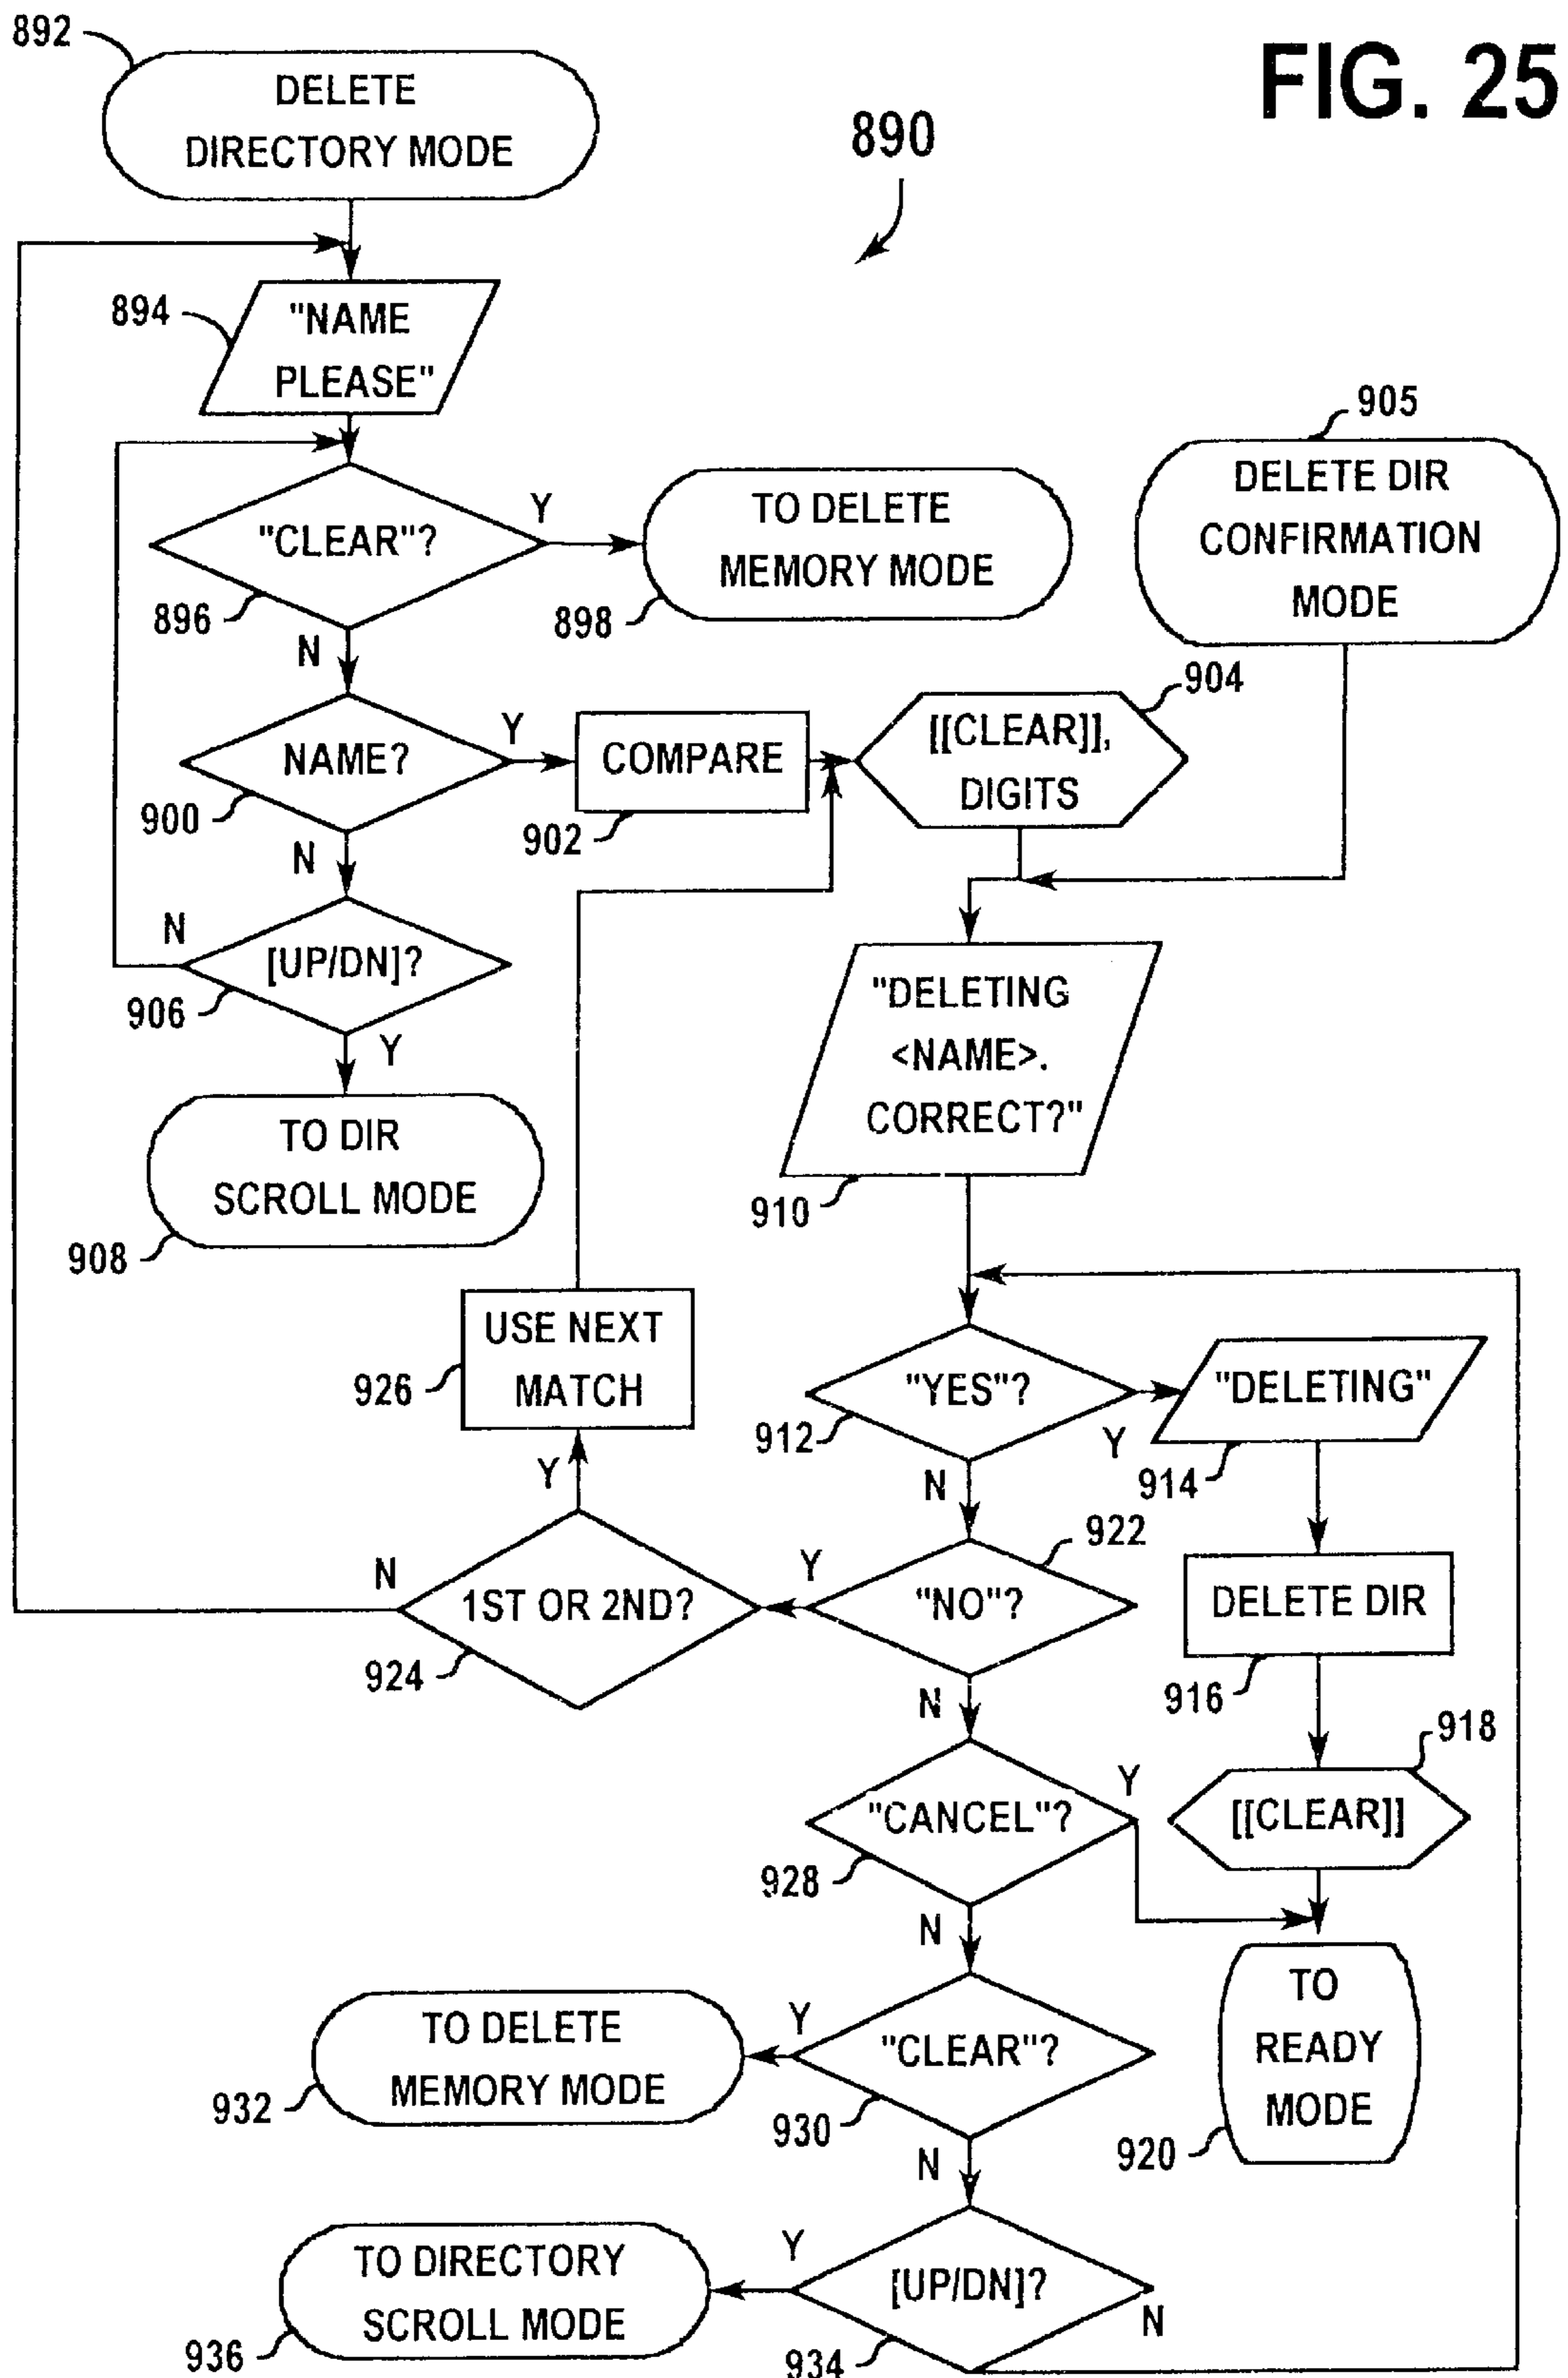 892
DELETE
DIRECTORY MODE
FIG. 25
890
894
"NAME
PLEASE"
905
DELETE DIR
CONFIRMATION
MODE
"CLEAR"?
Y
TO DELETE
MEMORY MODE
896
898
N
904
NAME?
Y
COMPARE
[[CLEAR]],
DIGITS
900
902
N
N
[UP/DN]?
906
Y
"DELETING
<NAME>.
CORRECT?"
TO DIR
SCROLL MODE
908
910
USE NEXT
MATCH
926
"YES"?
Y
"DELETING"
912
914
Y
N
922
N
1ST OR 2ND?
Y
"NO"?
DELETE DIR
924
916
N
918
"CANCEL"?
Y
[[CLEAR]]
928
N
TO
READY
MODE
TO DELETE
MEMORY MODE
Y
"CLEAR"?
932
930
920
N
TO DIRECTORY
SCROLL MODE
Y
[UP/DN]?
N
936
934